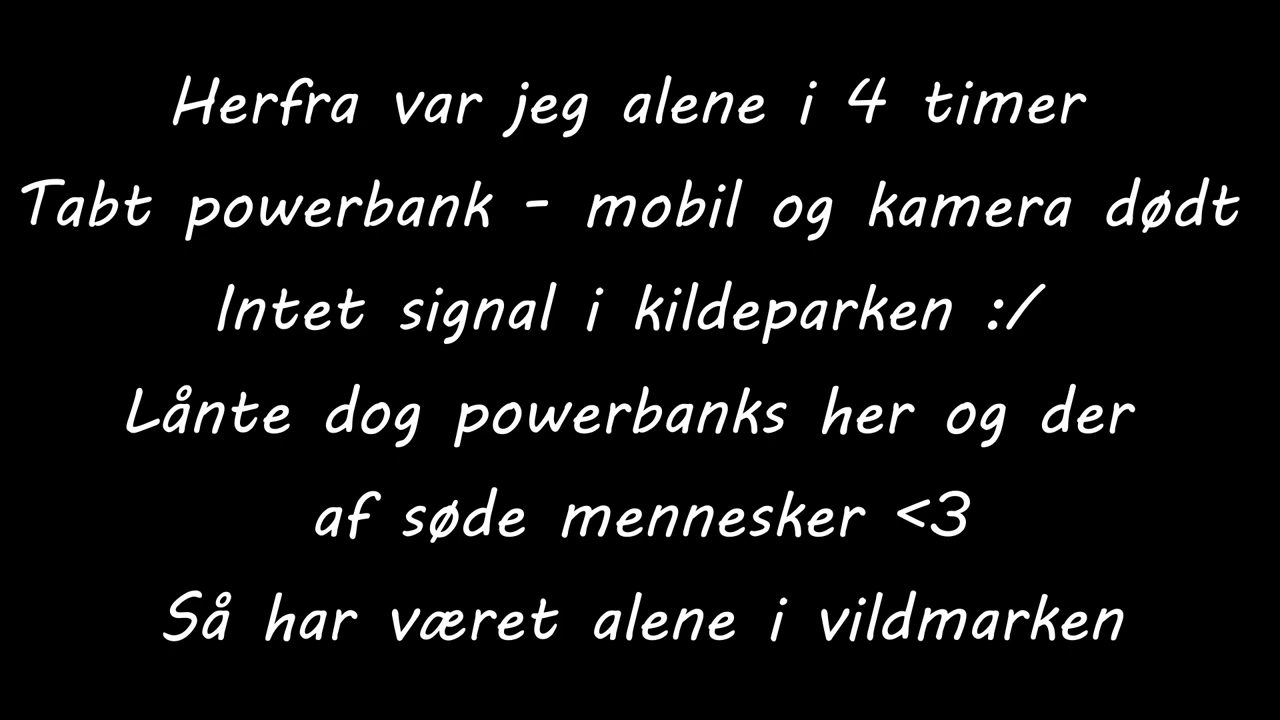 Herfra var jeg alene i 4 timer
Tabt powerbank - mobil og kamera dødt
Intet signal i kildeparken :/
Lånte dog powerbanks her og der
af søde mennesker <3
Så har været alene i vildmarken